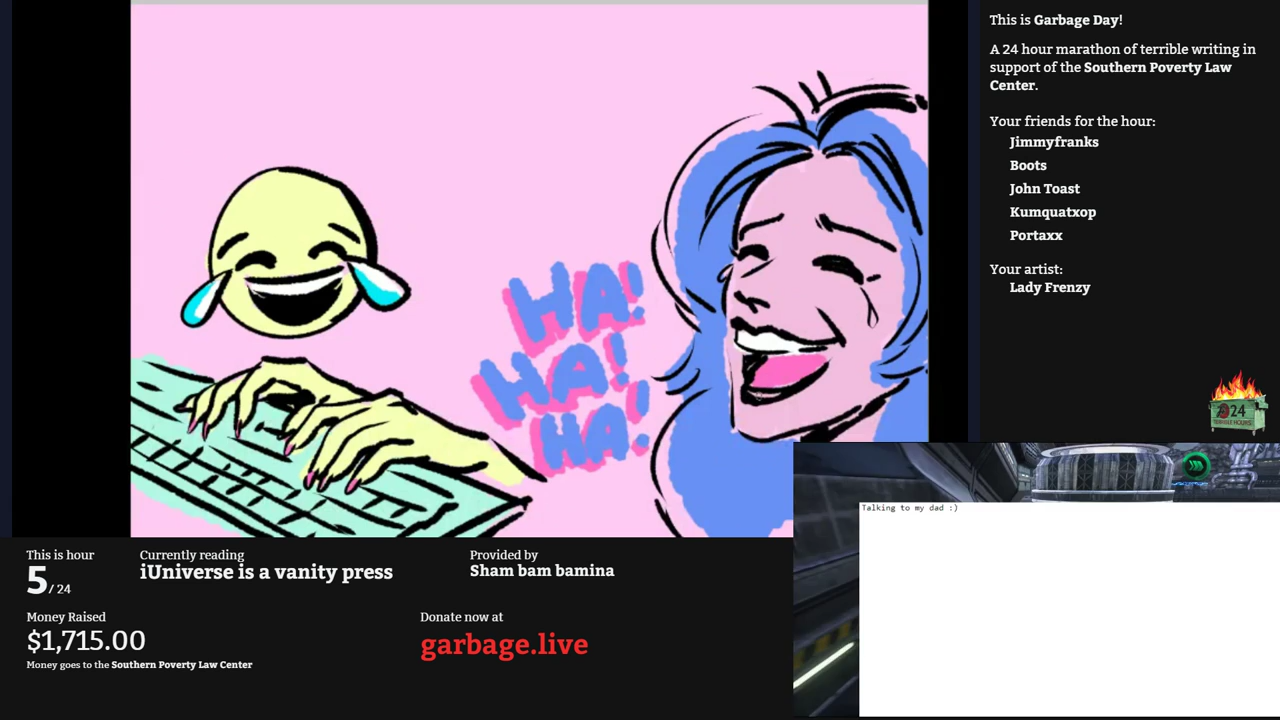 This is Garbage Day!
A 24 hour marathon of terrible writing in
support of the Southern Poverty Law
Center.
Your friends for the hour:
Jimmyfranks
Boots
John Toast
Kumquatxop
Portaxx
Your artist:
Lady Frenzy
HA!
HA!
HA!
24
TERRIBLE HOURS
Talking to my dad :)
This is hour
5 / 24
Currently reading
iUniverse is a vanity press
Provided by
Sham bam bamina
Money Raised
$1,715.00
Money goes to the Southern Poverty Law Center
Donate now at
garbage.live